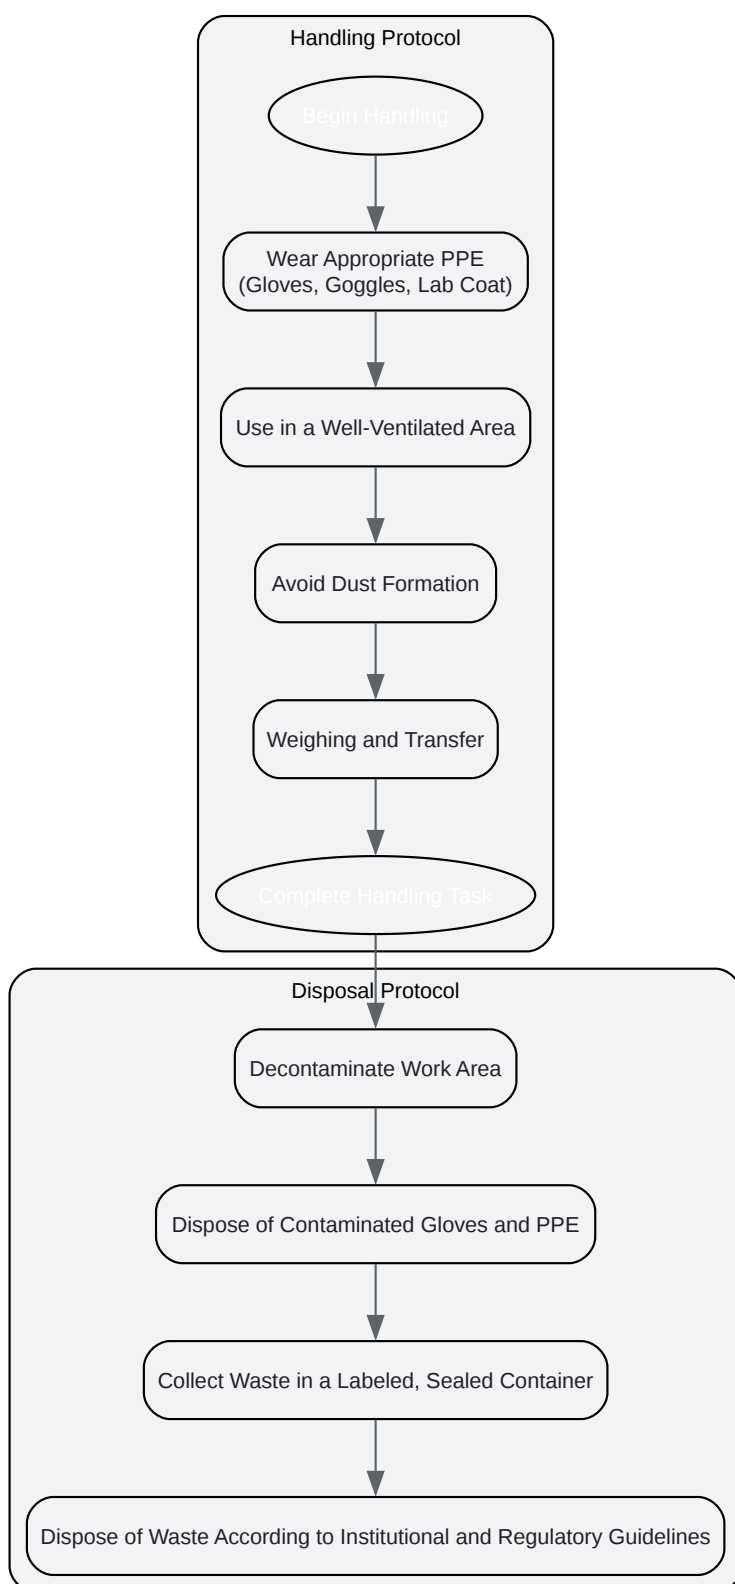 Handling Protocol
Begin Handling
Wear Appropriate PPE
(Gloves, Goggles, Lab Coat)
Use in a Well-Ventilated Area
Avoid Dust Formation
Weighing and Transfer
Complete Handling Task
Disposal Protocol
Decontaminate Work Area
Dispose of Contaminated Gloves and PPE
Collect Waste in a Labeled, Sealed Container
Dispose of Waste According to Institutional and Regulatory Guidelines